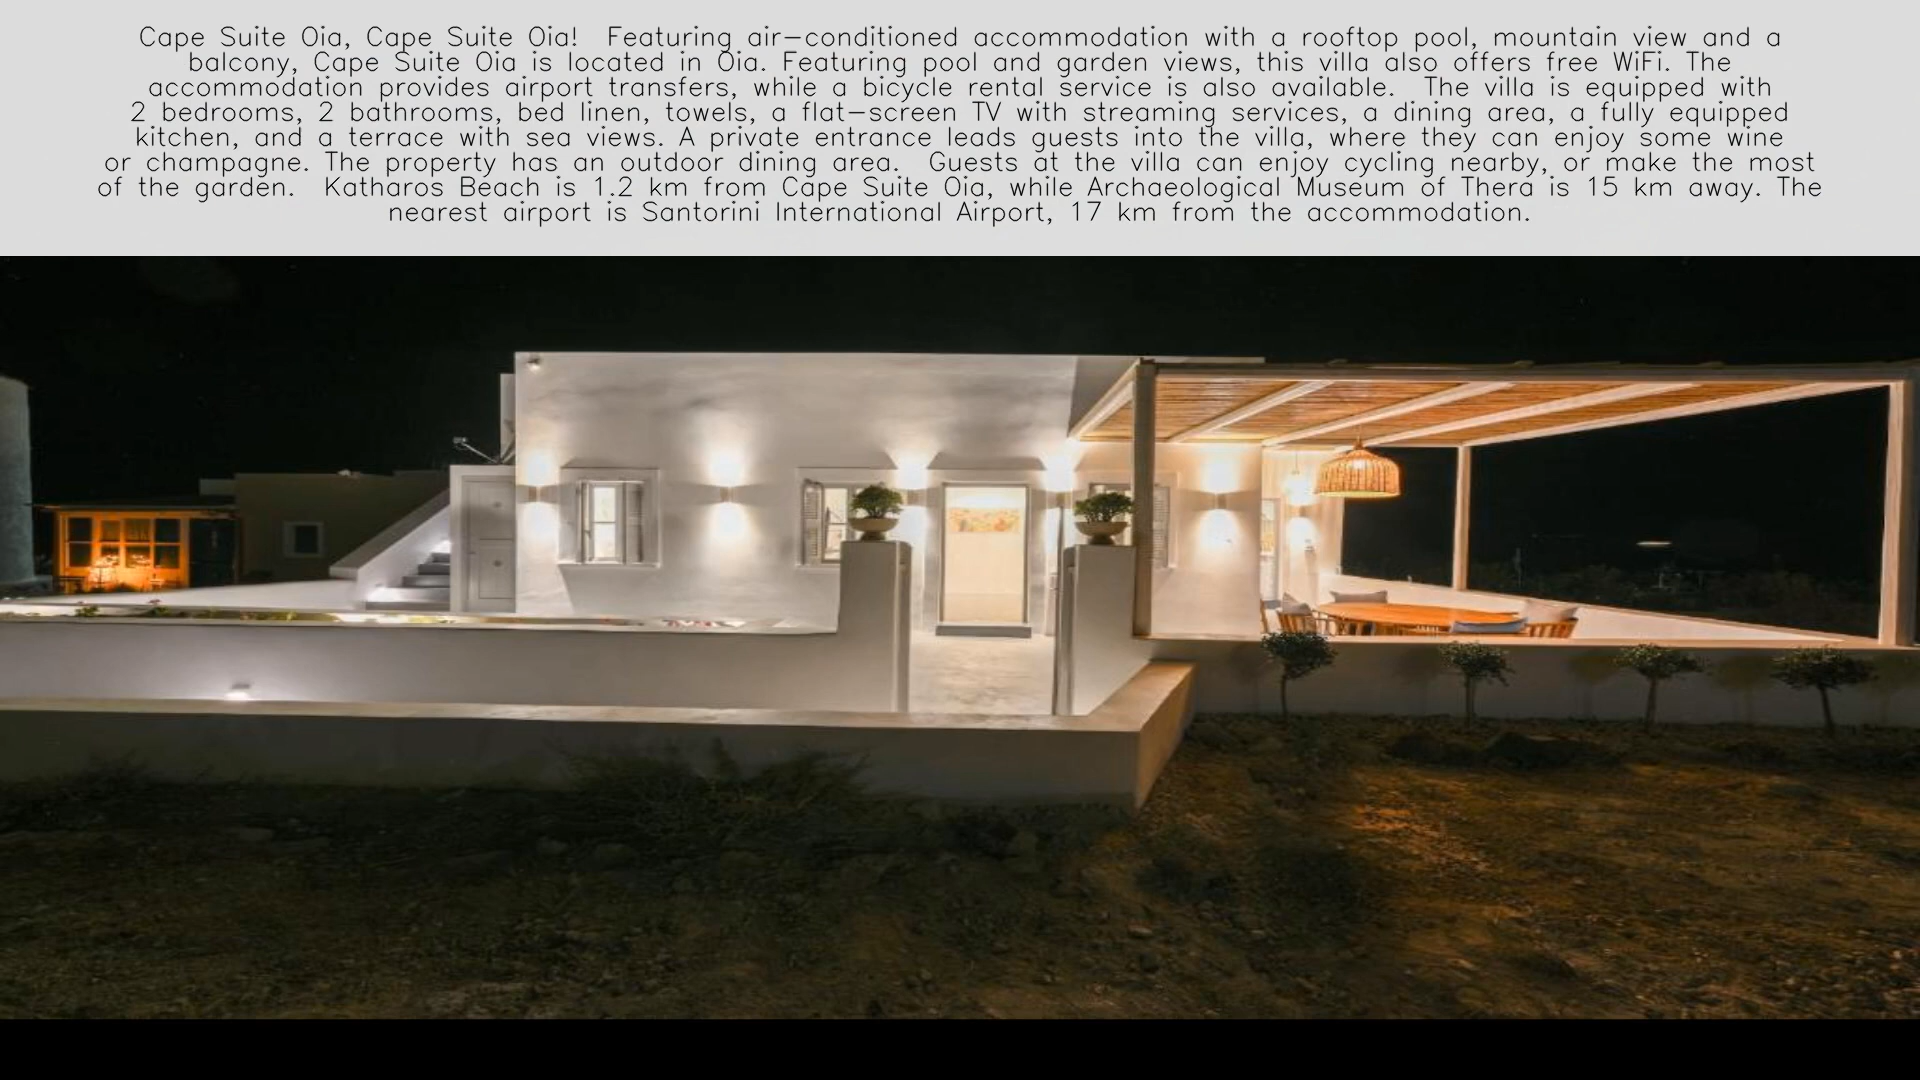 Cape Suite Oia, Cape Suite Oia!  Featuring air-conditioned accommodation with a rooftop pool, mountain view and a
balcony, Cape Suite Oia is located in Oia. Featuring pool and garden views, this villa also offers free WiFi. The
accommodation provides airport transfers, while a bicycle rental service is also available.  The villa is equipped with
2 bedrooms, 2 bathrooms, bed linen, towels, a flat-screen TV with streaming services, a dining area, a fully equipped
kitchen, and a terrace with sea views. A private entrance leads guests into the villa, where they can enjoy some wine
or champagne. The property has an outdoor dining area.  Guests at the villa can enjoy cycling nearby, or make the most
of the garden.  Katharos Beach is 1.2 km from Cape Suite Oia, while Archaeological Museum of Thera is 15 km away. The
nearest airport is Santorini International Airport, 17 km from the accommodation.